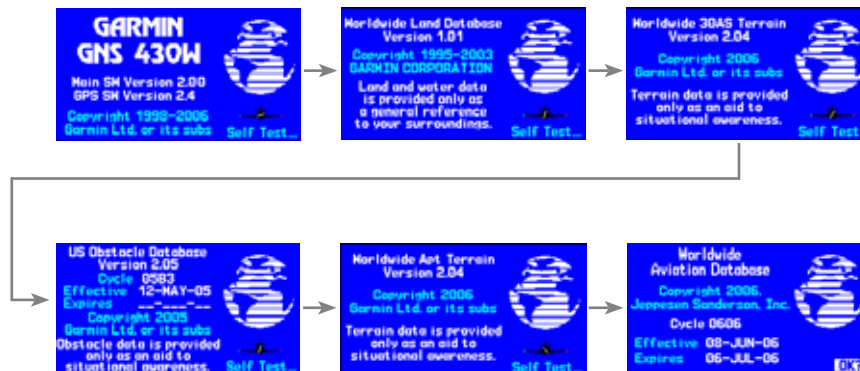 GARMIN
GNS 430W
Main SW Version 2.00
GPS SW Version 2.4
Copyright 1998-2006
Garmin Ltd. or its subs
Self Test...
Worldwide Land Database
Version 1.01
Copyright 1995-2003
GARMIN CORPORATION
Land and water data
is provided only as
a general reference
to your surroundings.
Self Test...
Worldwide 30AS Terrain
Version 2.04
Copyright 2006
Garmin Ltd. or its subs
Terrain data is provided
only as an aid to
situational awareness.
Self Test...
US Obstacle Database
Version 2.05
Cycle 05B3
Effective 12-MAY-05
Expires __-___-__
Copyright 2005
Garmin Ltd. or its subs
Obstacle data is provided
only as an aid to
situational awareness.
Self Test...
Worldwide Apt Terrain
Version 2.04
Copyright 2006
Garmin Ltd. or its subs
Terrain data is provided
only as an aid to
situational awareness.
Self Test...
Worldwide
Aviation Database
Copyright 2006.
Jeppesen Sanderson, Inc.
Cycle 0606
Effective 08-JUN-06
Expires 06-JUL-06
OK?